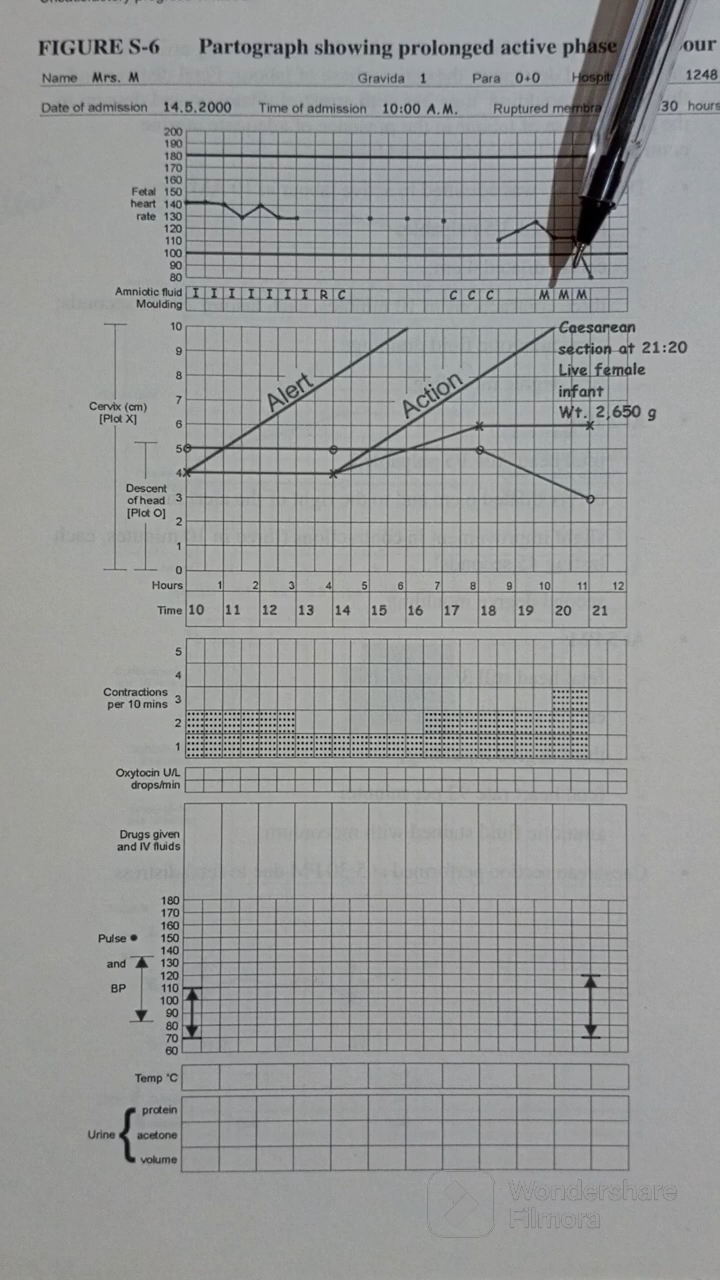 FIGURE S-6 Partograph showing prolonged active phase our
Name Mrs. M Gravida 1 Para 0+0 Hospit 1248
Date of admission 14.5.2000 Time of admission 10:00 A.M. Ruptured membra 30 hours
200
190
180
170
160
Fetal 150
heart 140
rate 130
120
110
100
90
80
Amniotic fluid I I I I I I I R C C C C M M M
Moulding
10
9
8
7
6
5
4
3
2
1
0
Cervix (cm)
[Plot X]
Descent
of head
[Plot O]
Alert
Action
Caesarean
section at 21:20
Live female
infant
Wt. 2,650 g
Hours 1 2 3 4 5 6 7 8 9 10 11 12
Time 10 11 12 13 14 15 16 17 18 19 20 21
5
4
Contractions 3
per 10 mins
2
1
Oxytocin U/L
drops/min
Drugs given
and IV fluids
180
170
160
Pulse 150
140
and 130
120
BP 110
100
90
80
70
60
Temp °C
protein
Urine acetone
volume
Wondershare
Filmora